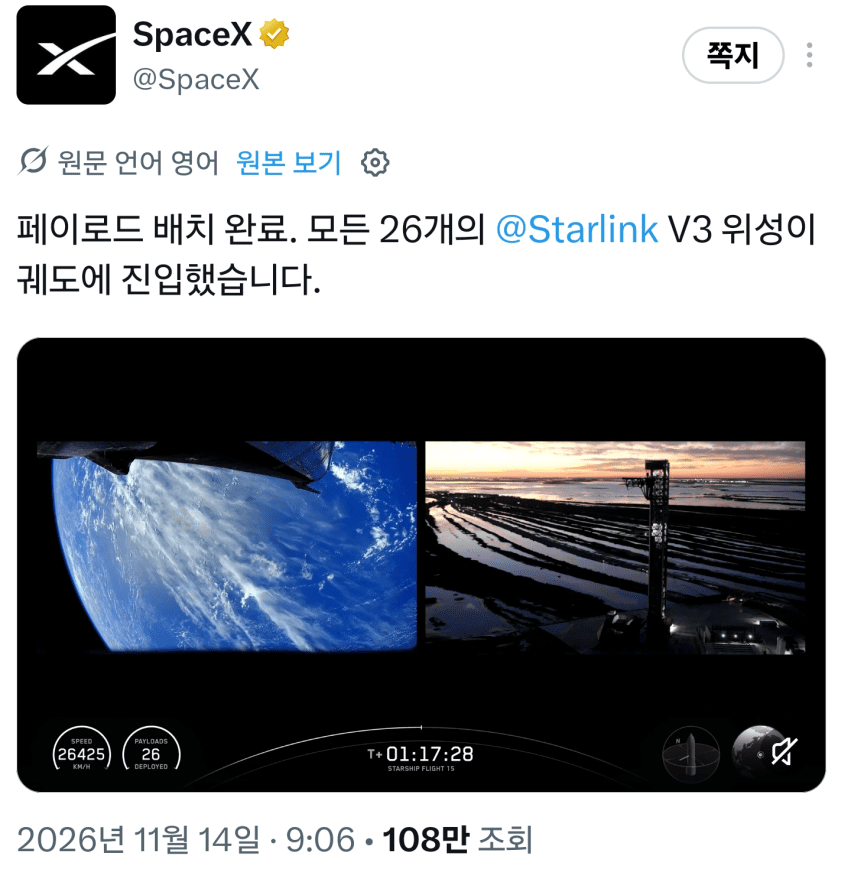 SpaceX
@SpaceX
쪽지
원문 언어 영어 원본 보기
페이로드 배치 완료. 모든 26개의 @Starlink V3 위성이
궤도에 진입했습니다.
SPEED
26425
KM/H
PAYLOADS
26
DEPLOYED
T+ 01:17:28
STARSHIP FLIGHT 15
N
2026년 11월 14일 · 9:06 • 108만 조회